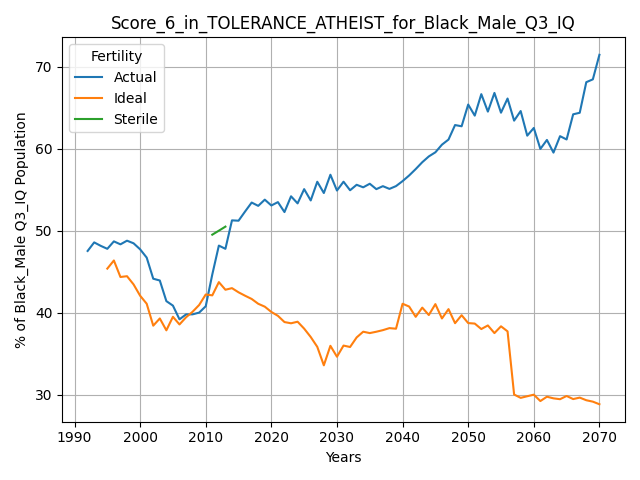 Score_6_in_TOLERANCE_ATHEIST_for_Black_Male_Q3_IQ
Fertility
Actual
Ideal
Sterile
% of Black_Male Q3_IQ Population
70
60
50
40
30
1990 2000 2010 2020 2030 2040 2050 2060 2070
Years